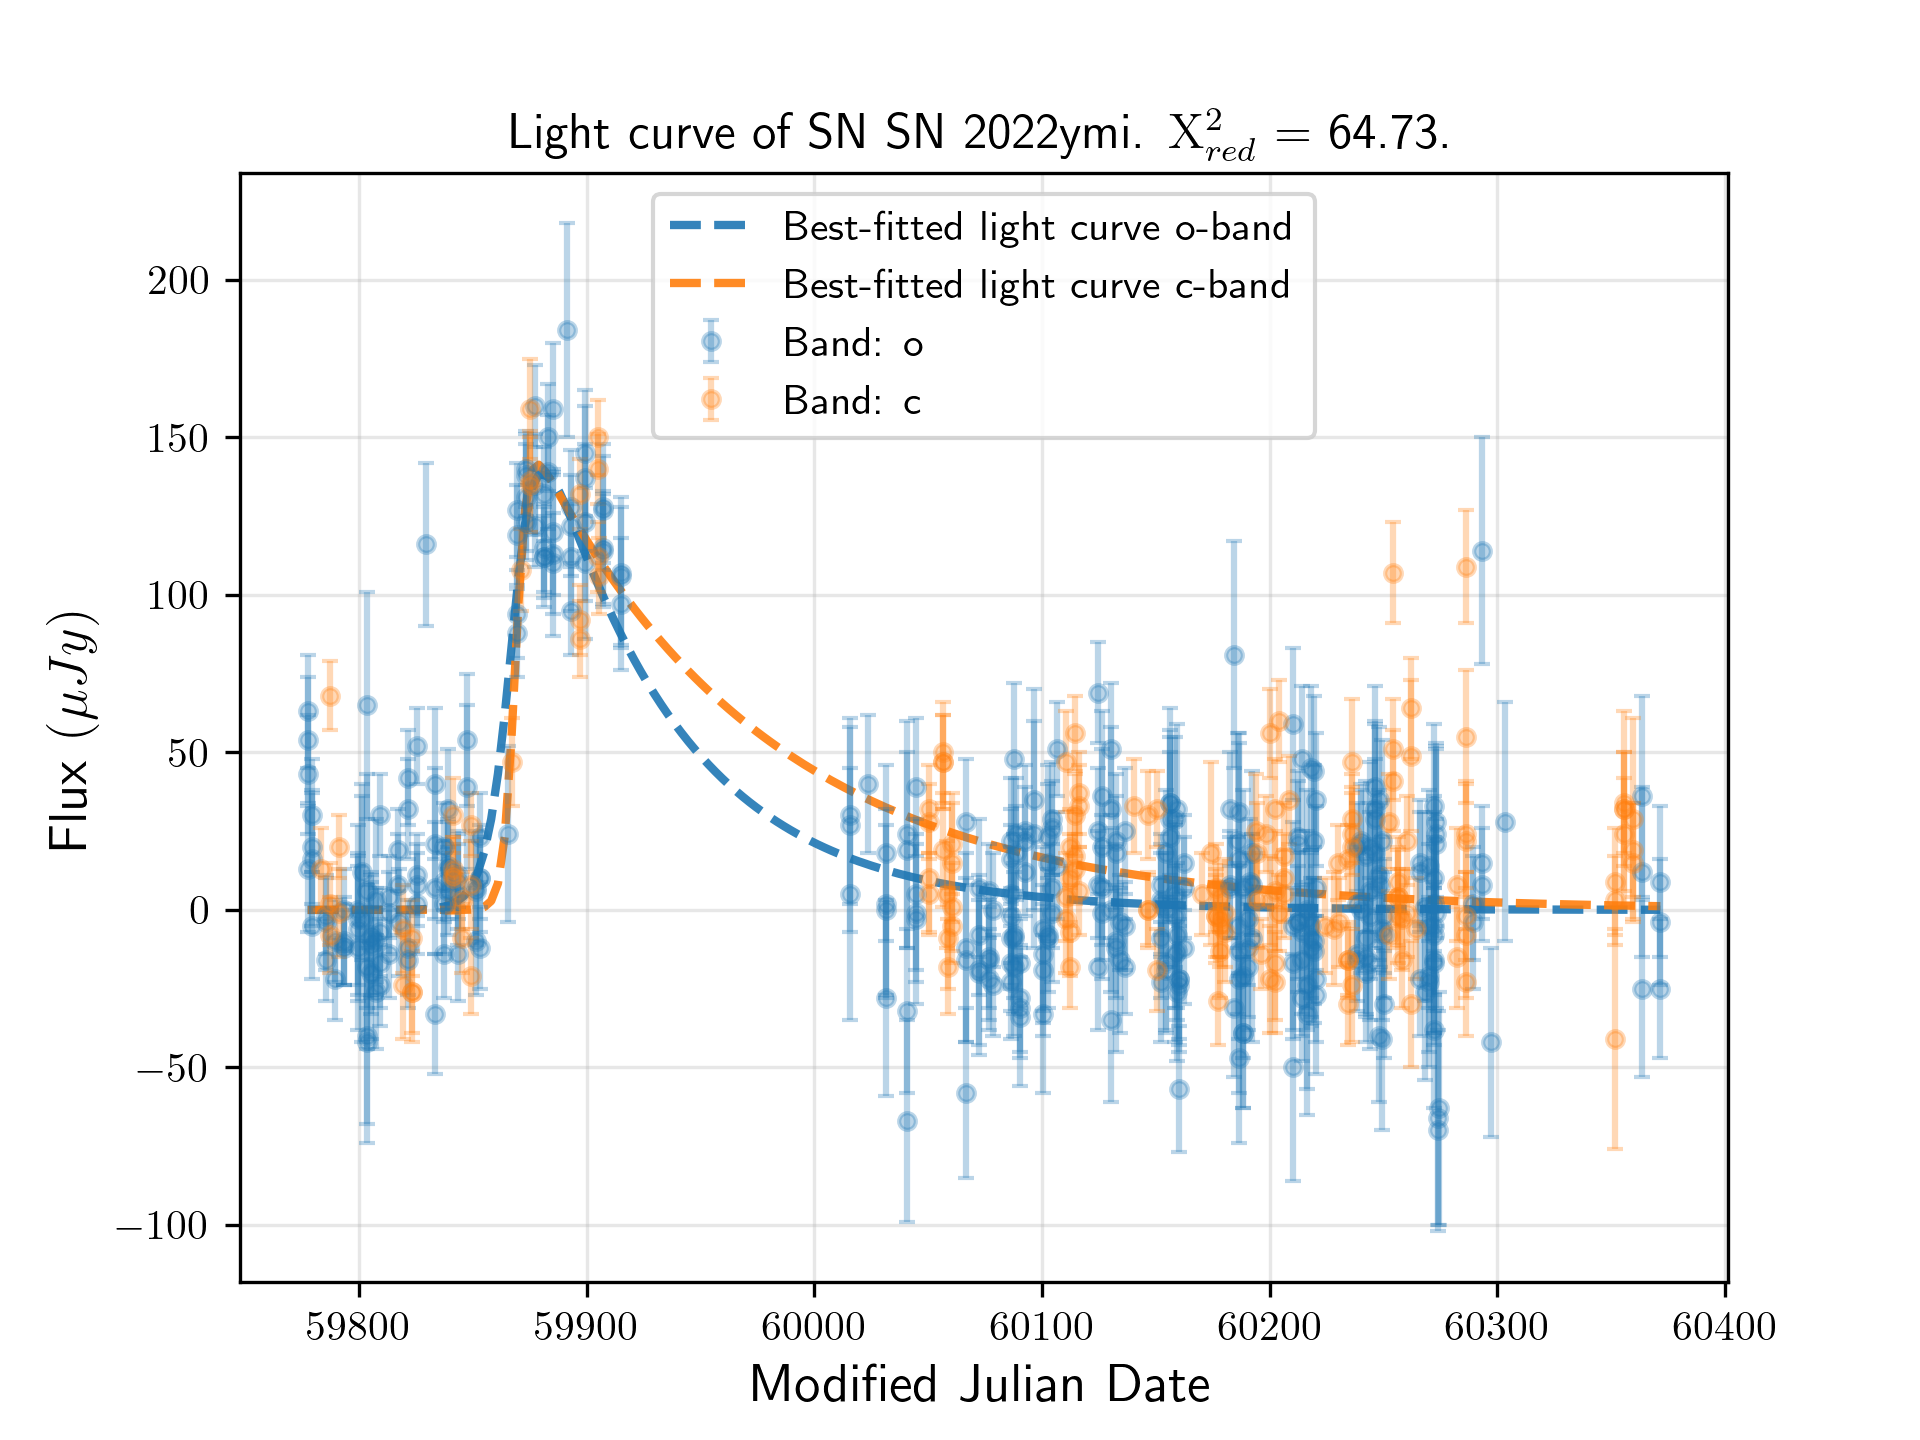 Light curve of SN SN 2022ymi. X²_red = 64.73.
Best-fitted light curve o-band
Best-fitted light curve c-band
Band: o
Band: c
200
150
100
50
0
−50
−100
Flux (μJy)
59800 59900 60000 60100 60200 60300 60400
Modified Julian Date